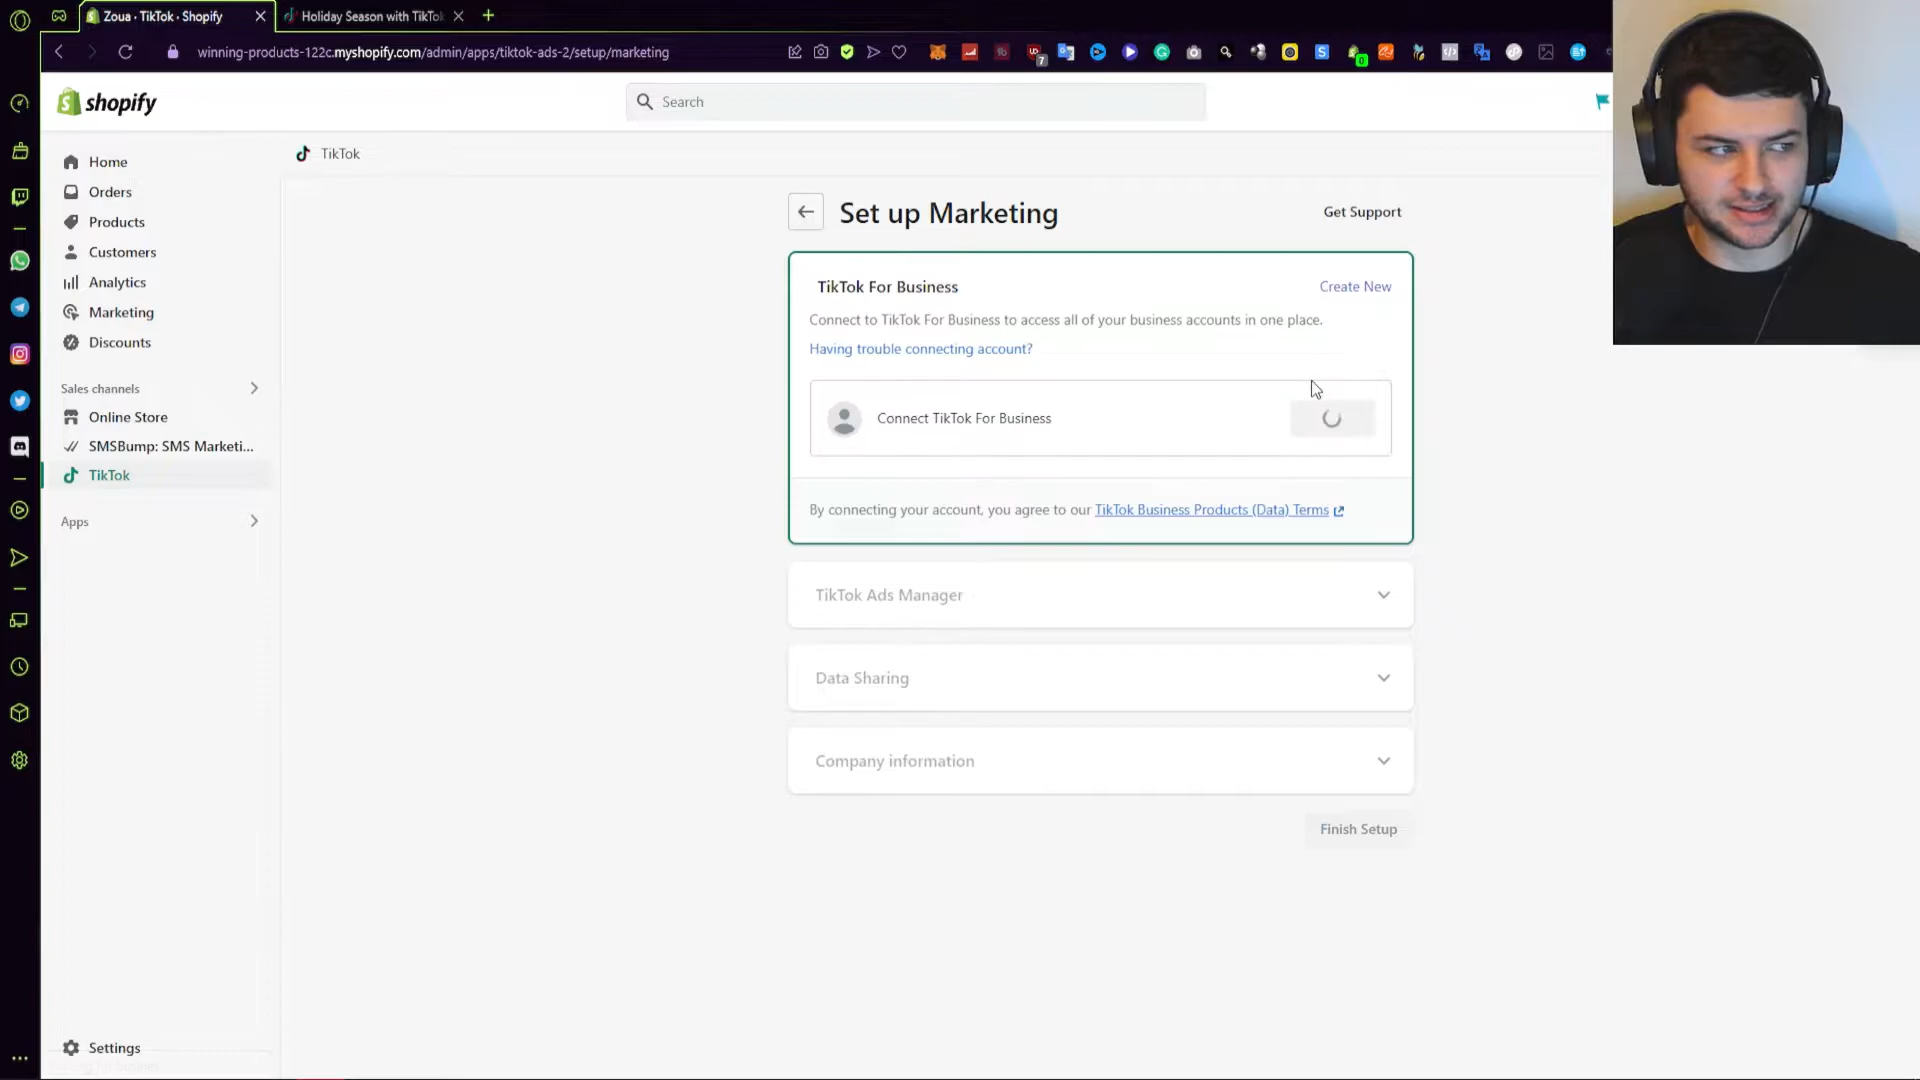 Zoua · TikTok · Shopify
Holiday Season with TikTok
winning-products-122c.myshopify.com/admin/apps/tiktok-ads-2/setup/marketing
7
0
shopify
Search
Home
Orders
Products
Customers
Analytics
Marketing
Discounts
Sales channels
Online Store
SMSBump: SMS Marketi...
TikTok
Apps
Settings
TikTok
Set up Marketing
Get Support
TikTok For Business
Create New
Connect to TikTok For Business to access all of your business accounts in one place.
Having trouble connecting account?
Connect TikTok For Business
By connecting your account, you agree to our TikTok Business Products (Data) Terms
TikTok Ads Manager
Data Sharing
Company information
Finish Setup